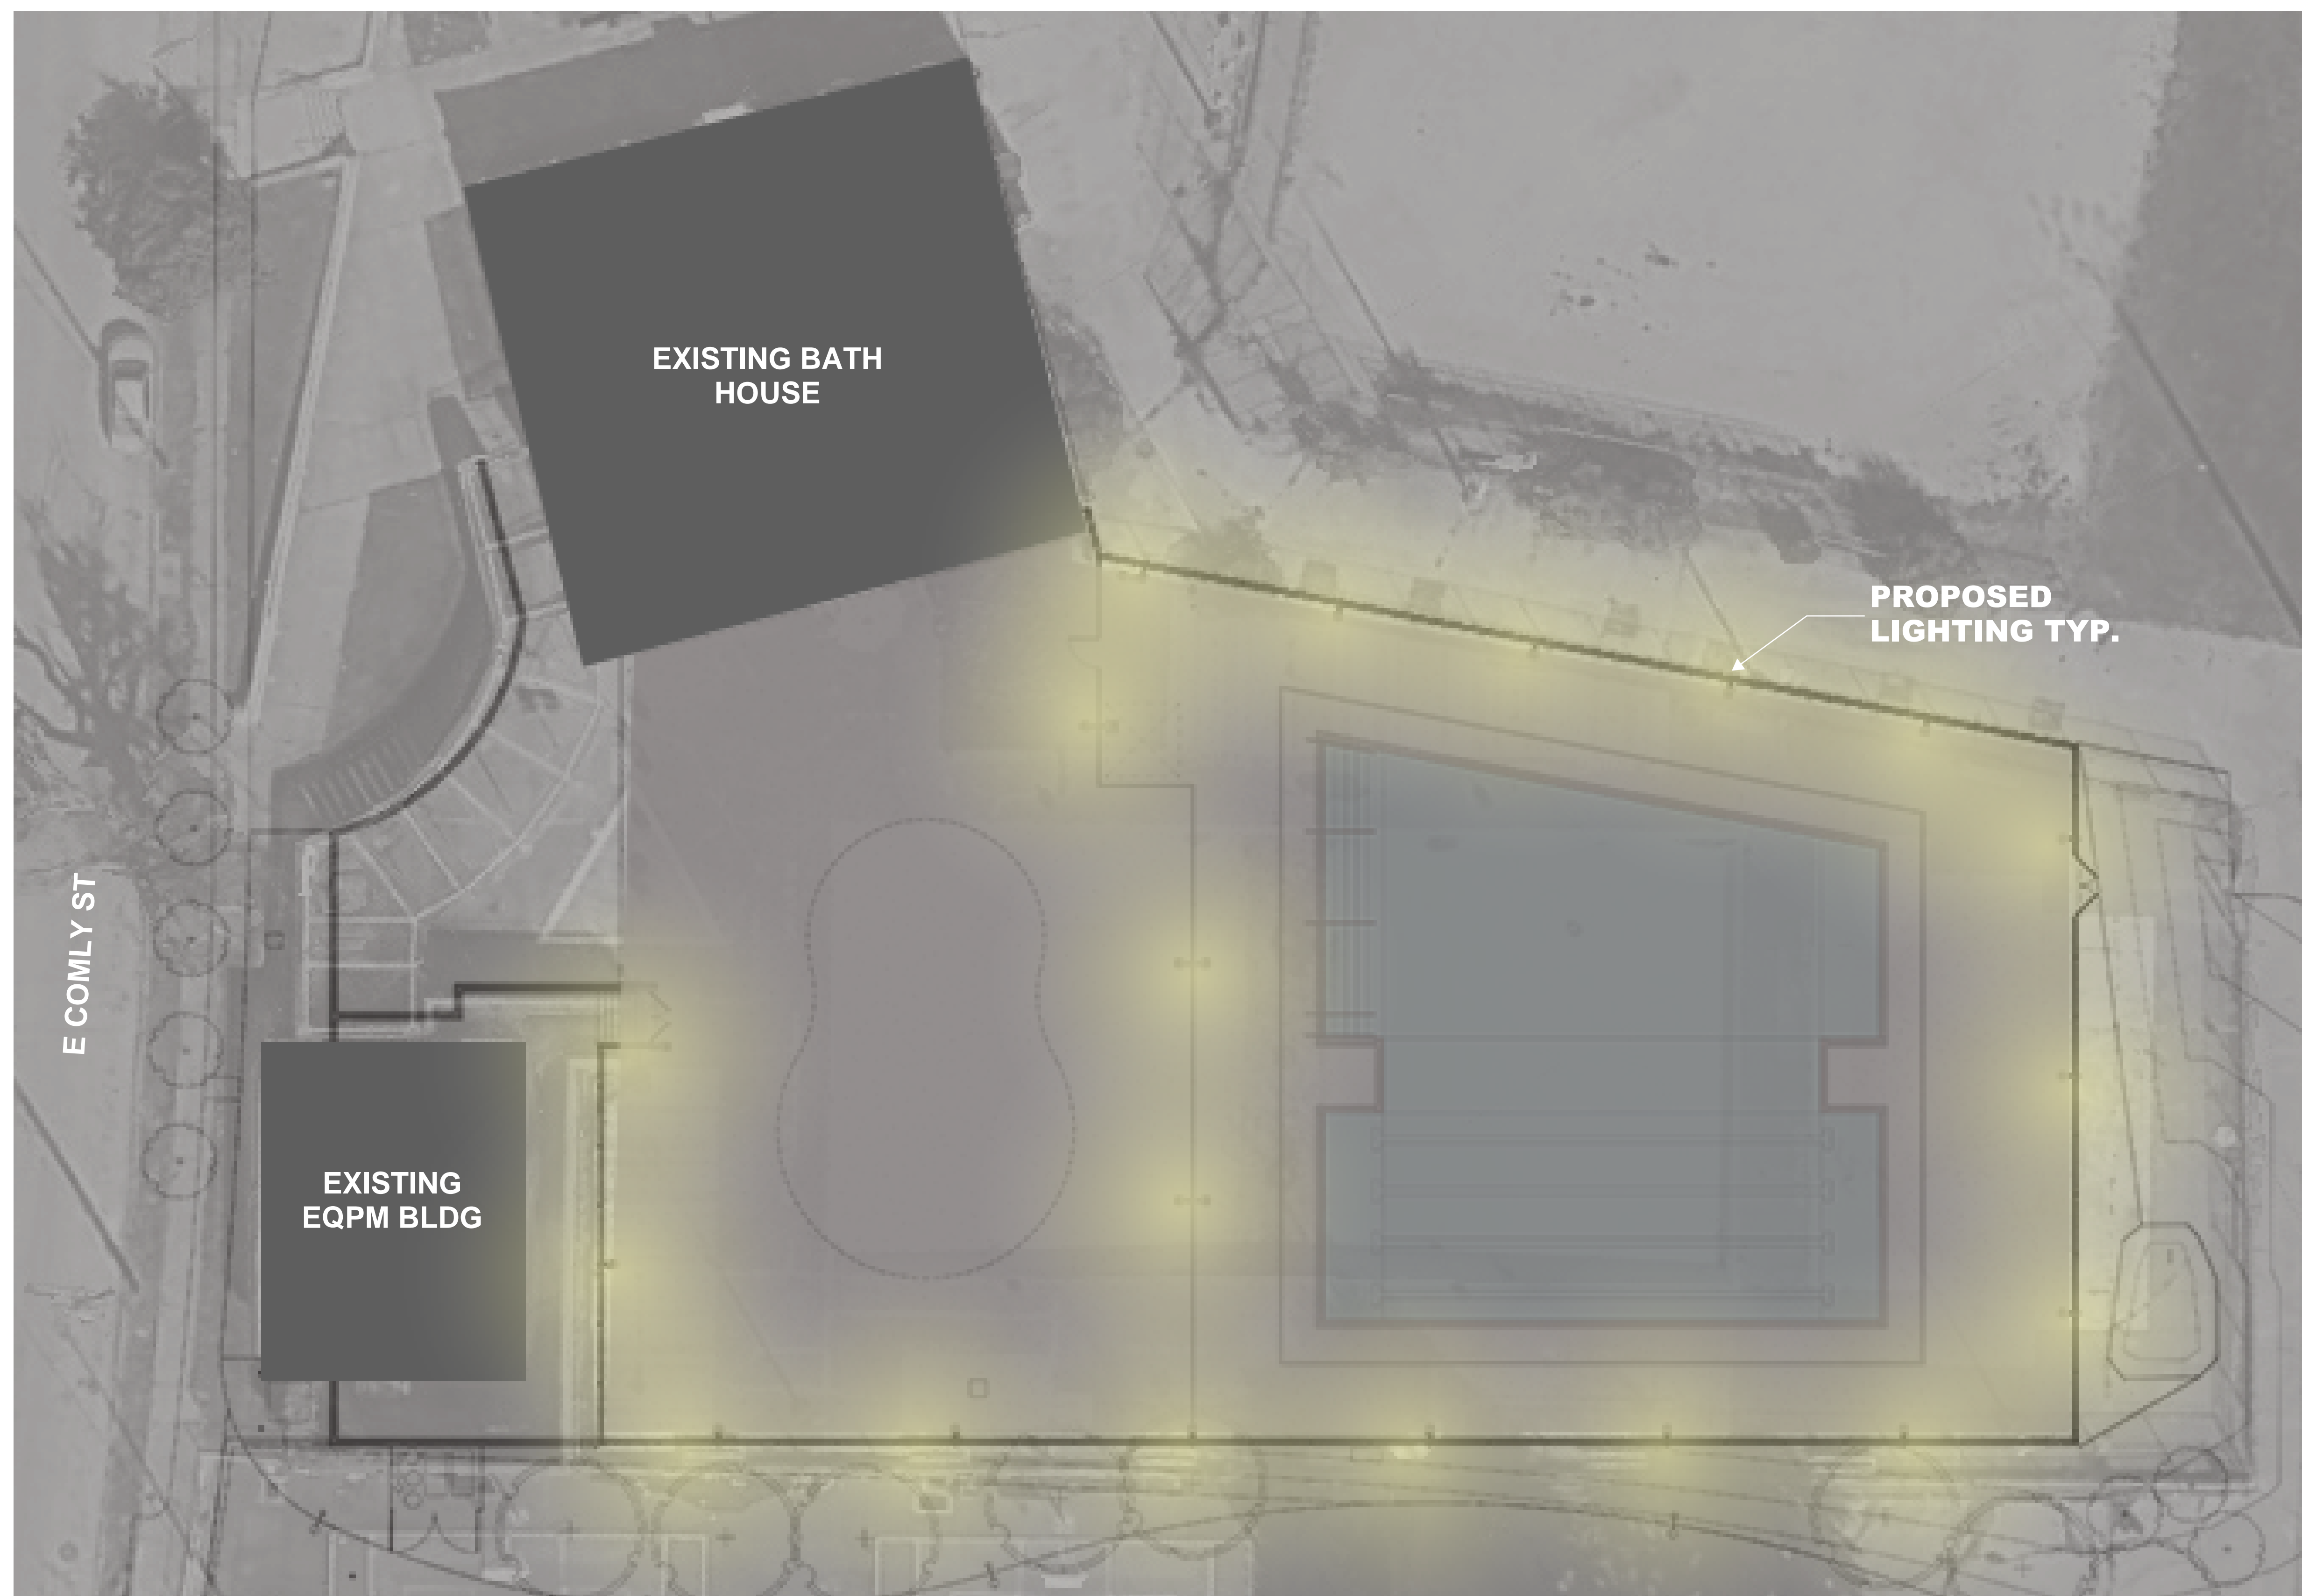 EXISTING BATH
HOUSE
PROPOSED
LIGHTING TYP.
E COMLY ST
EXISTING
EQPM BLDG